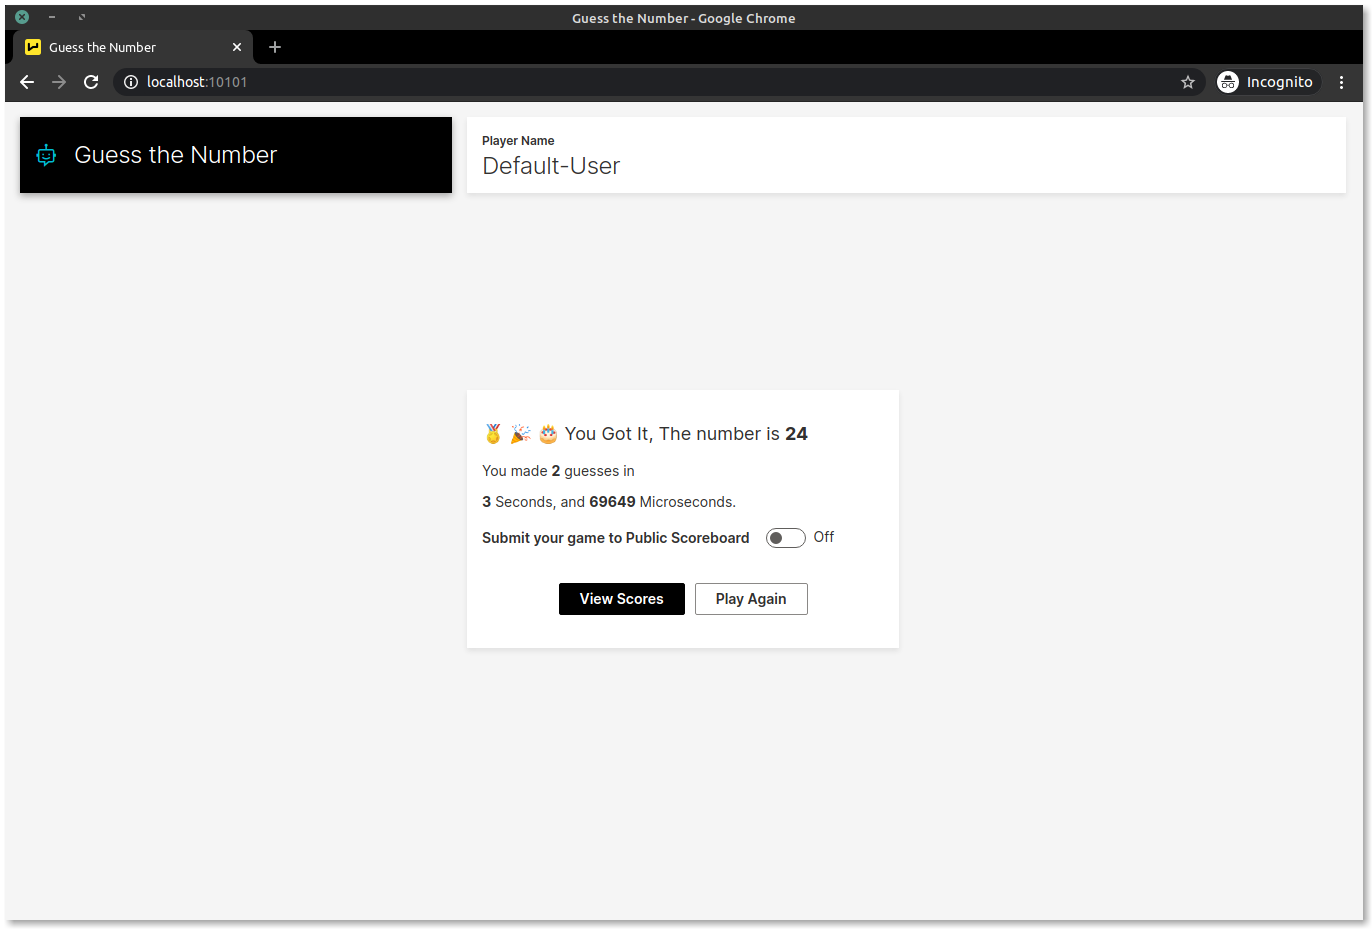 Guess the Number - Google Chrome
Guess the Number
localhost:10101
Incognito
Guess the Number
Player Name
Default-User
You Got It, The number is 24
You made 2 guesses in
3 Seconds, and 69649 Microseconds.
Submit your game to Public Scoreboard Off
View Scores Play Again